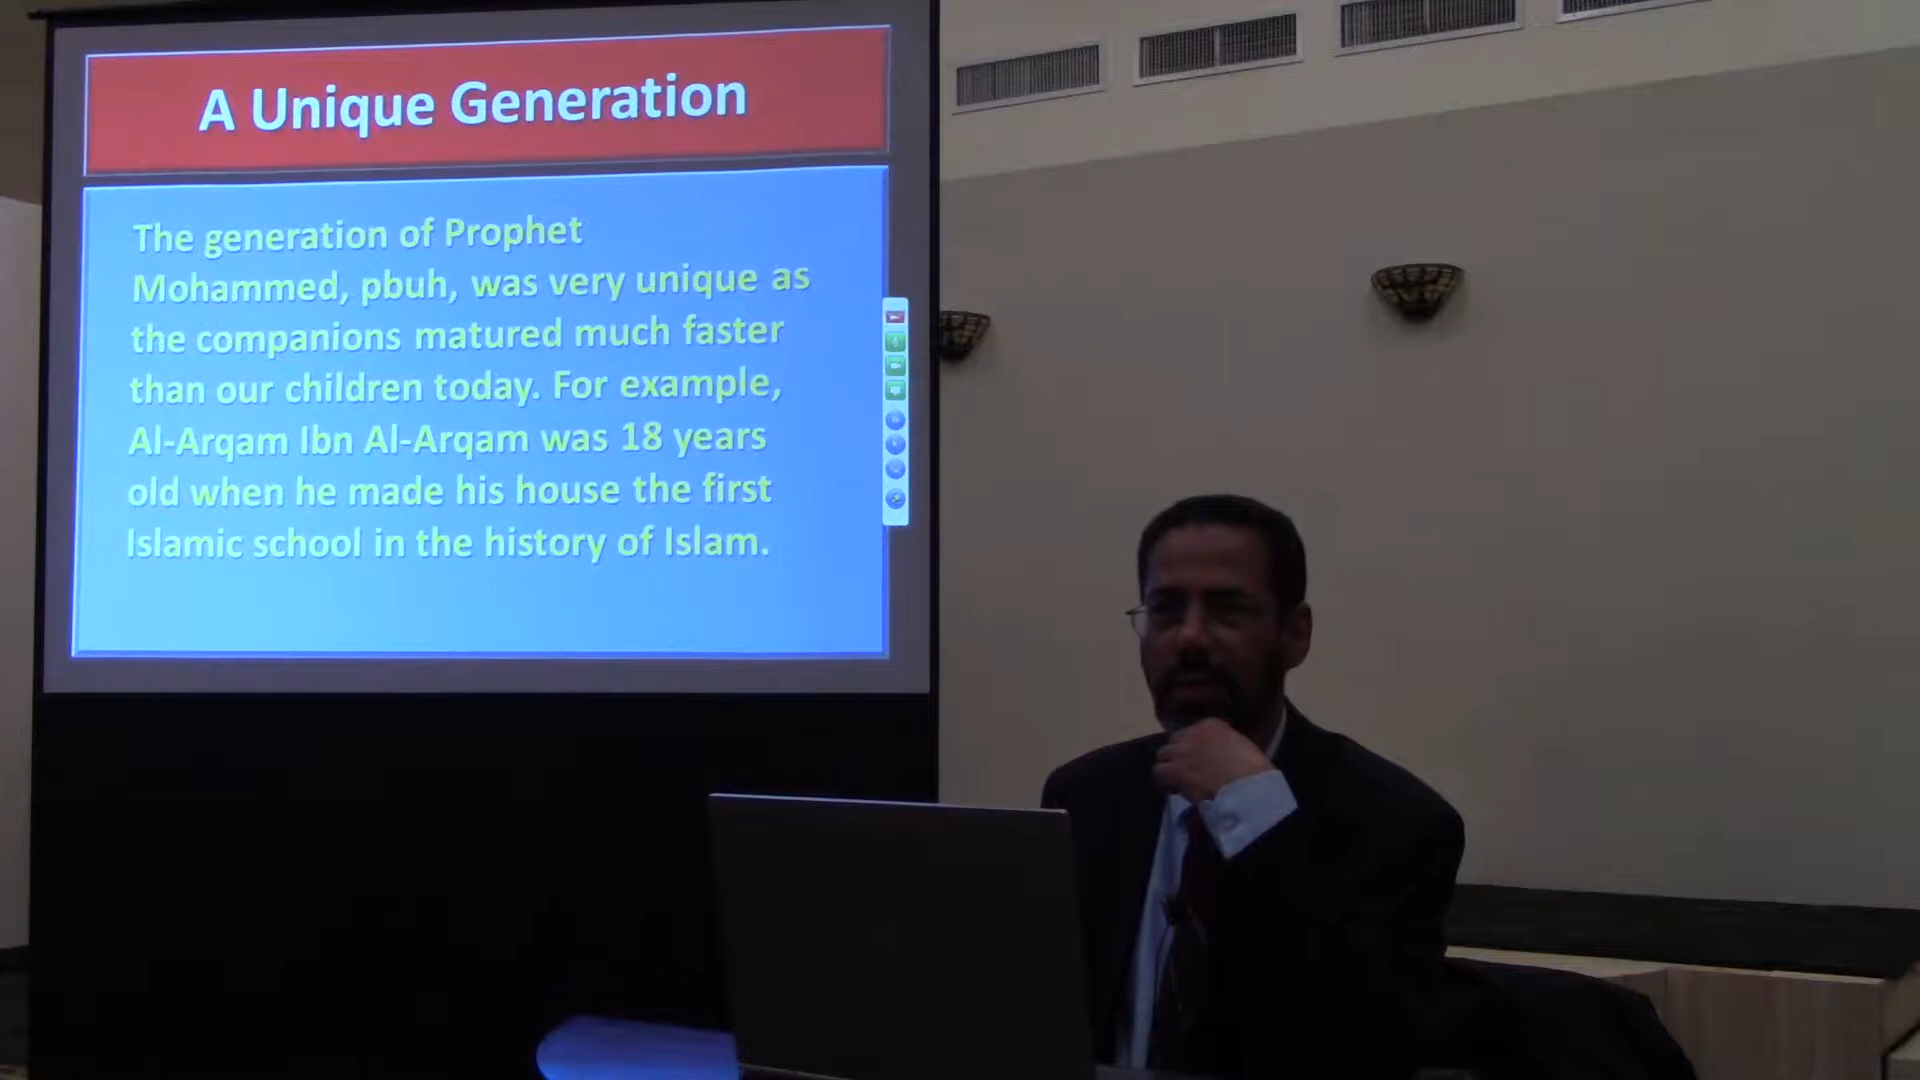 A Unique Generation
The generation of Prophet
Mohammed, pbuh, was very unique as
the companions matured much faster
than our children today. For example,
Al-Arqam Ibn Al-Arqam was 18 years
old when he made his house the first
Islamic school in the history of Islam.